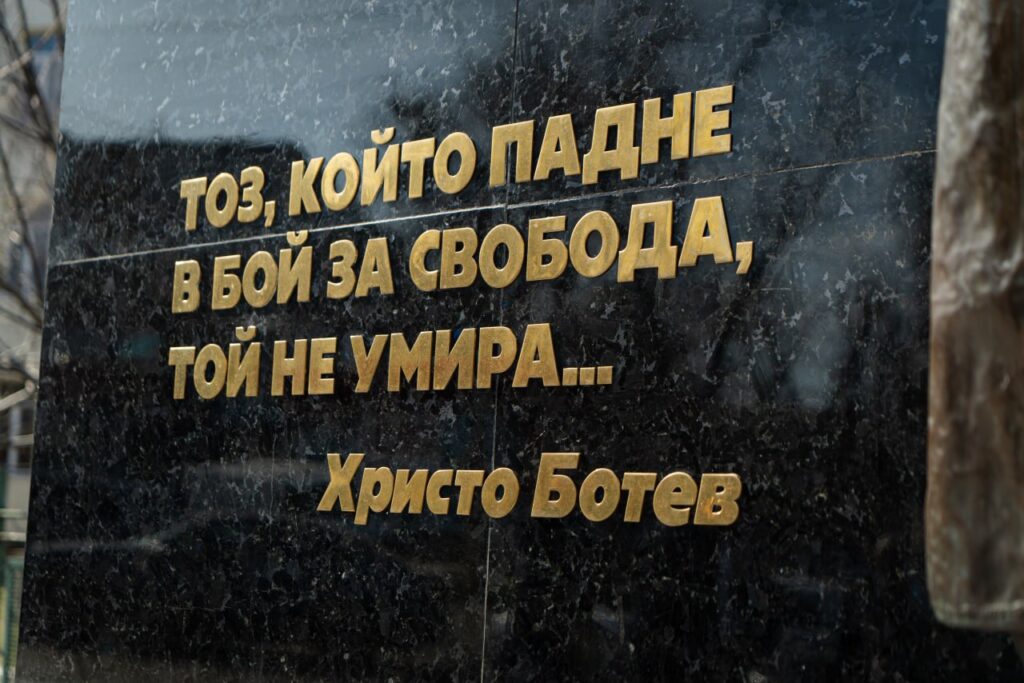 ТОЗ, КОЙТО ПАДНЕ
В БОЙ ЗА СВОБОДА,
ТОЙ НЕ УМИРА...
Христо Ботев